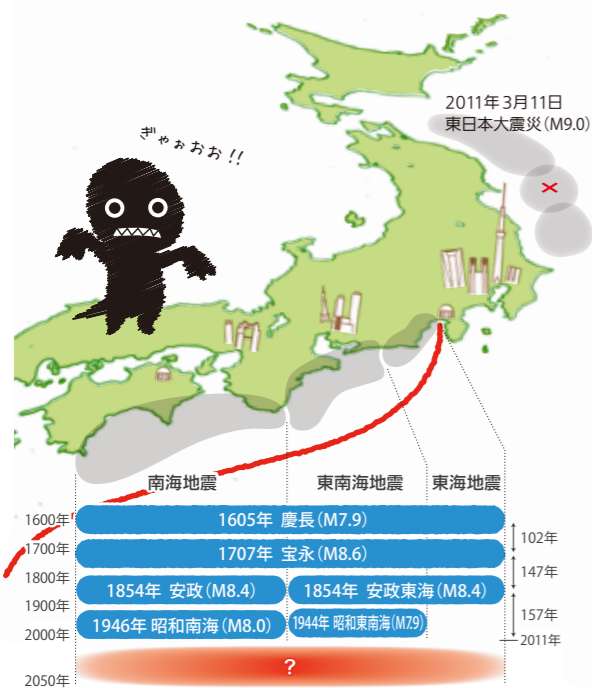 2011年3月11日
東日本大震災(M9.0)
ぎゃぁおおお!!
南海地震
東南海地震
東海地震
1600年
1605年 慶長(M7.9)
102年
1700年
1707年 宝永(M8.6)
147年
1800年
1854年 安政(M8.4)
1854年 安政東海(M8.4)
1900年
157年
1946年 昭和南海(M8.0)
1944年 昭和東南海(M7.9)
2000年
2011年
?
2050年